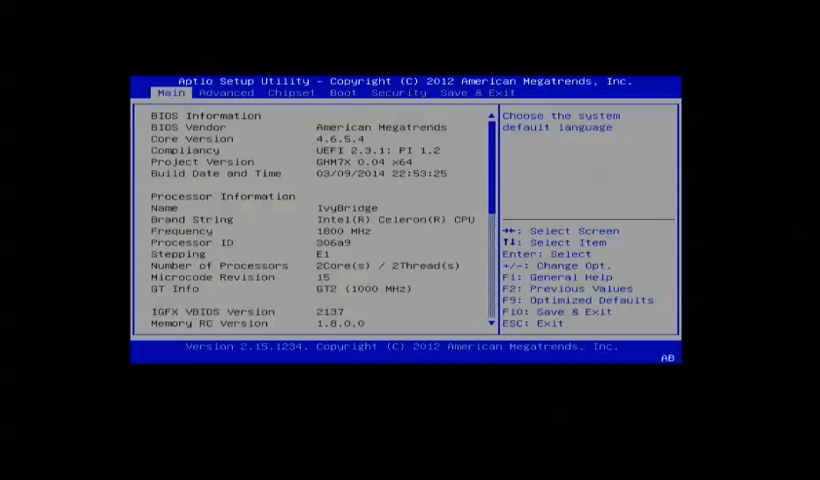 Aptio Setup Utility - Copyright (C) 2012 American Megatrends, Inc.
Main Advanced Chipset Boot Security Save & Exit
BIOS Information
BIOS Vendor American Megatrends
Core Version 4.6.5.4
Compliancy UEFI 2.3.1; PI 1.2
Project Version GHM7X 0.04 x64
Build Date and Time 03/09/2014 22:53:25
Processor Information
Name IvyBridge
Brand String Intel(R) Celeron(R) CPU
Frequency 1800 MHz
Processor ID 306a9
Stepping E1
Number of Processors 2Core(s) / 2Thread(s)
Microcode Revision 15
GT Info GT2 (1000 MHz)
IGFX VBIOS Version 2137
Memory RC Version 1.8.0.0
Choose the system
default language
→←: Select Screen
↑↓: Select Item
Enter: Select
+/-: Change Opt.
F1: General Help
F2: Previous Values
F9: Optimized Defaults
F10: Save & Exit
ESC: Exit
Version 2.15.1234. Copyright (C) 2012 American Megatrends, Inc.
AB